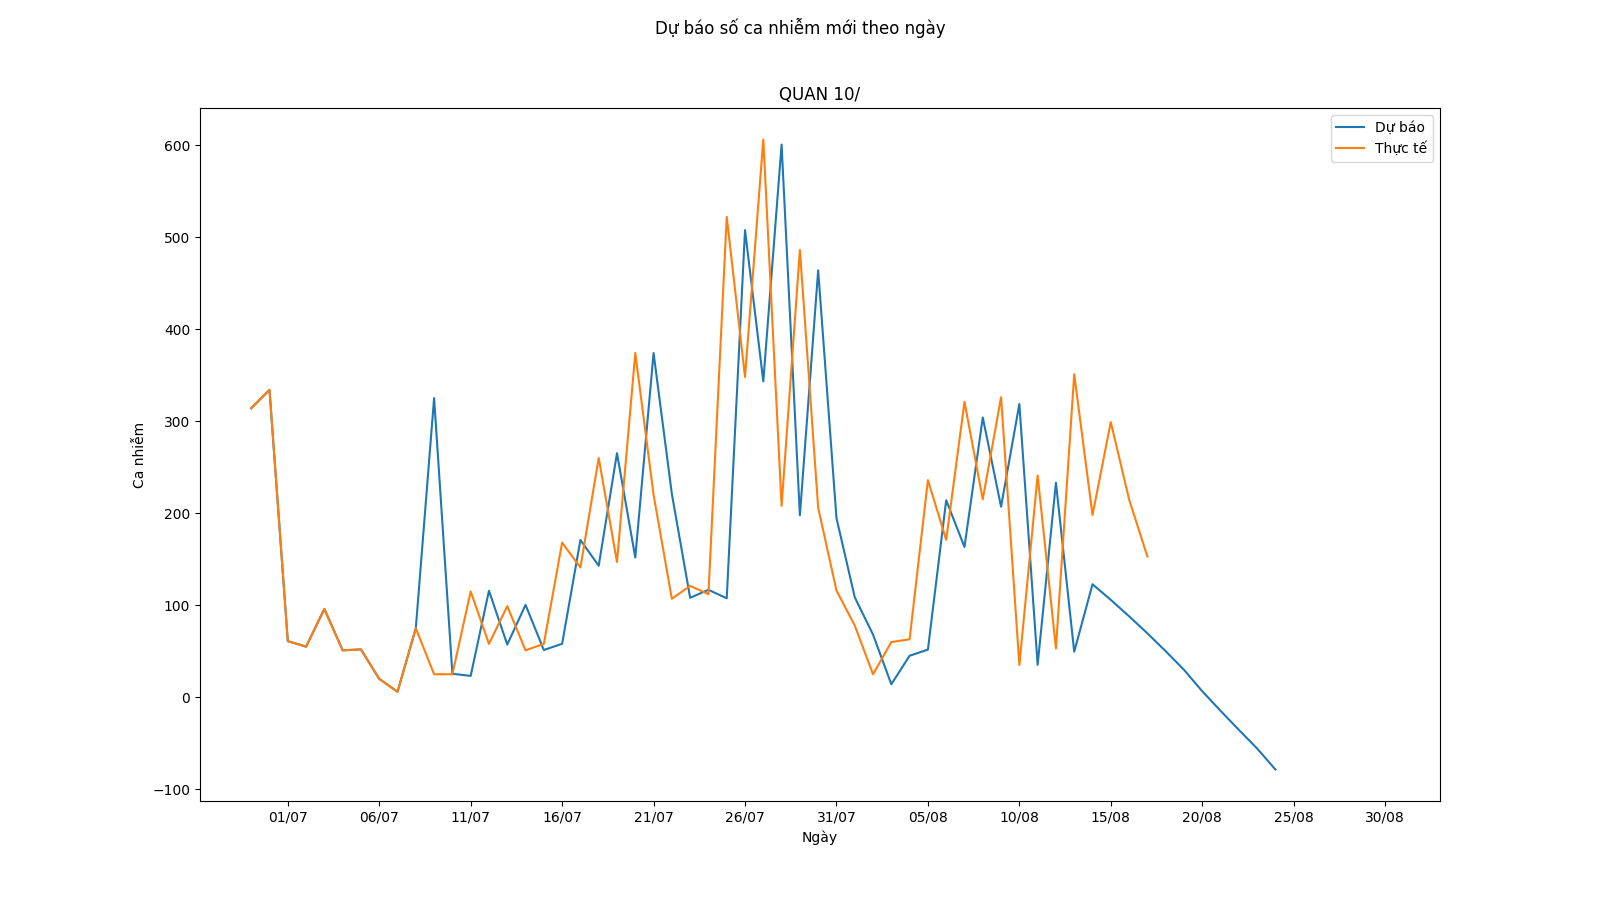 Dự báo số ca nhiễm mới theo ngày
QUAN 10/
Dự báo
Thực tế
600
500
400
300
200
100
0
−100
Ca nhiễm
01/07 06/07 11/07 16/07 21/07 26/07 31/07 05/08 10/08 15/08 20/08 25/08 30/08
Ngày